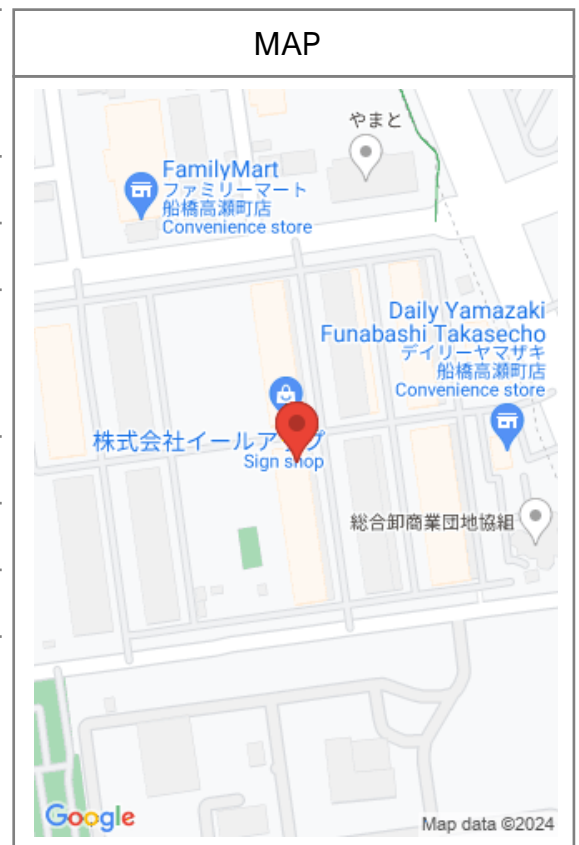 MAP
やまと
FamilyMart
ファミリーマート
船橋高瀬町店
Convenience store
Daily Yamazaki
Funabashi Takasecho
デイリーヤマザキ
船橋高瀬町店
Convenience store
株式会社イールアップ
Sign shop
総合卸商業団地協組
Google
Map data ©2024